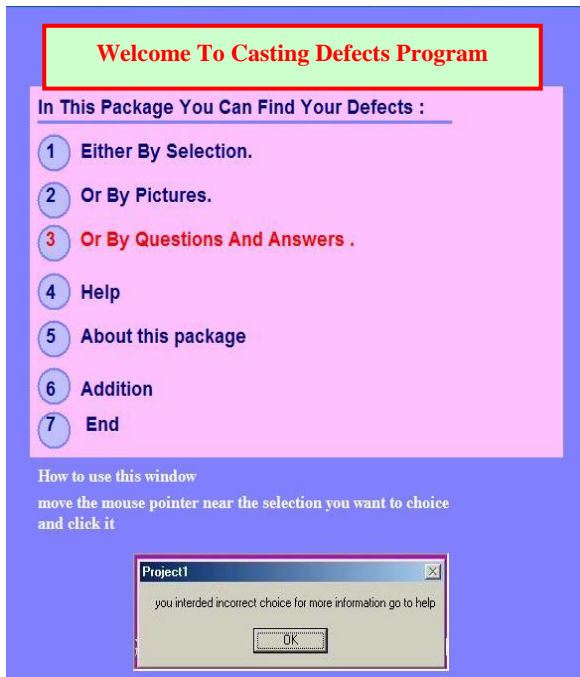 Welcome To Casting Defects Program
In This Package You Can Find Your Defects :
1 Either By Selection.
2 Or By Pictures.
3 Or By Questions And Answers .
4 Help
5 About this package
6 Addition
7 End
How to use this window
move the mouse pointer near the selection you want to choice
and click it
Project1
you interded incorrect choice for more information go to help
OK